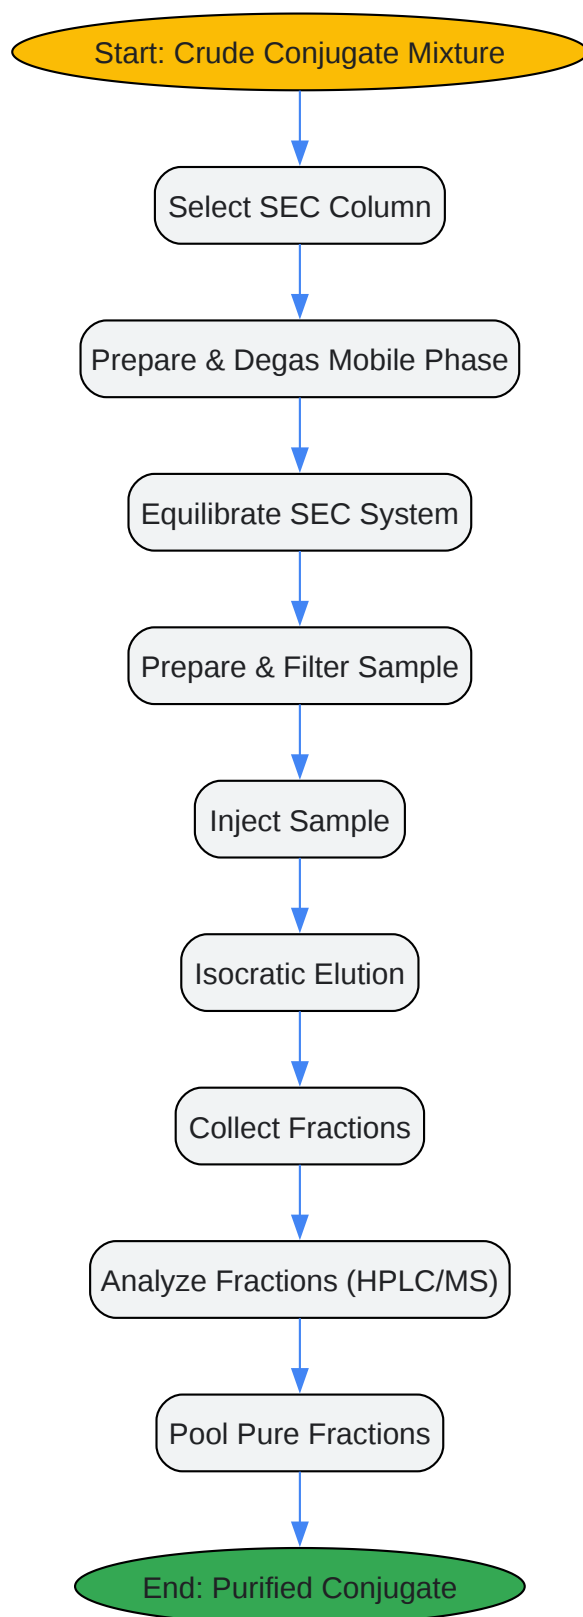 Start: Crude Conjugate Mixture
Select SEC Column
Prepare & Degas Mobile Phase
Equilibrate SEC System
Prepare & Filter Sample
Inject Sample
Isocratic Elution
Collect Fractions
Analyze Fractions (HPLC/MS)
Pool Pure Fractions
End: Purified Conjugate